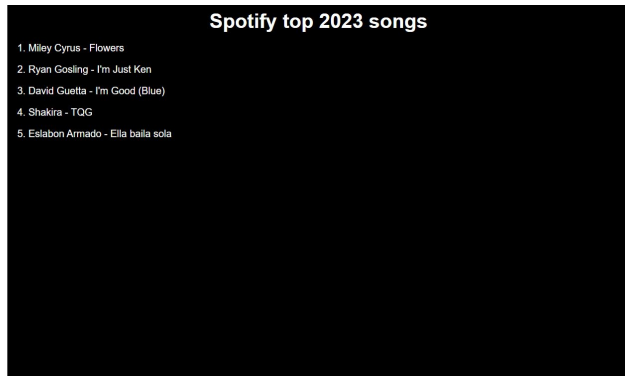 Spotify top 2023 songs
1. Miley Cyrus - Flowers
2. Ryan Gosling - I'm Just Ken
3. David Guetta - I'm Good (Blue)
4. Shakira - TQG
5. Eslabon Armado - Ella baila sola